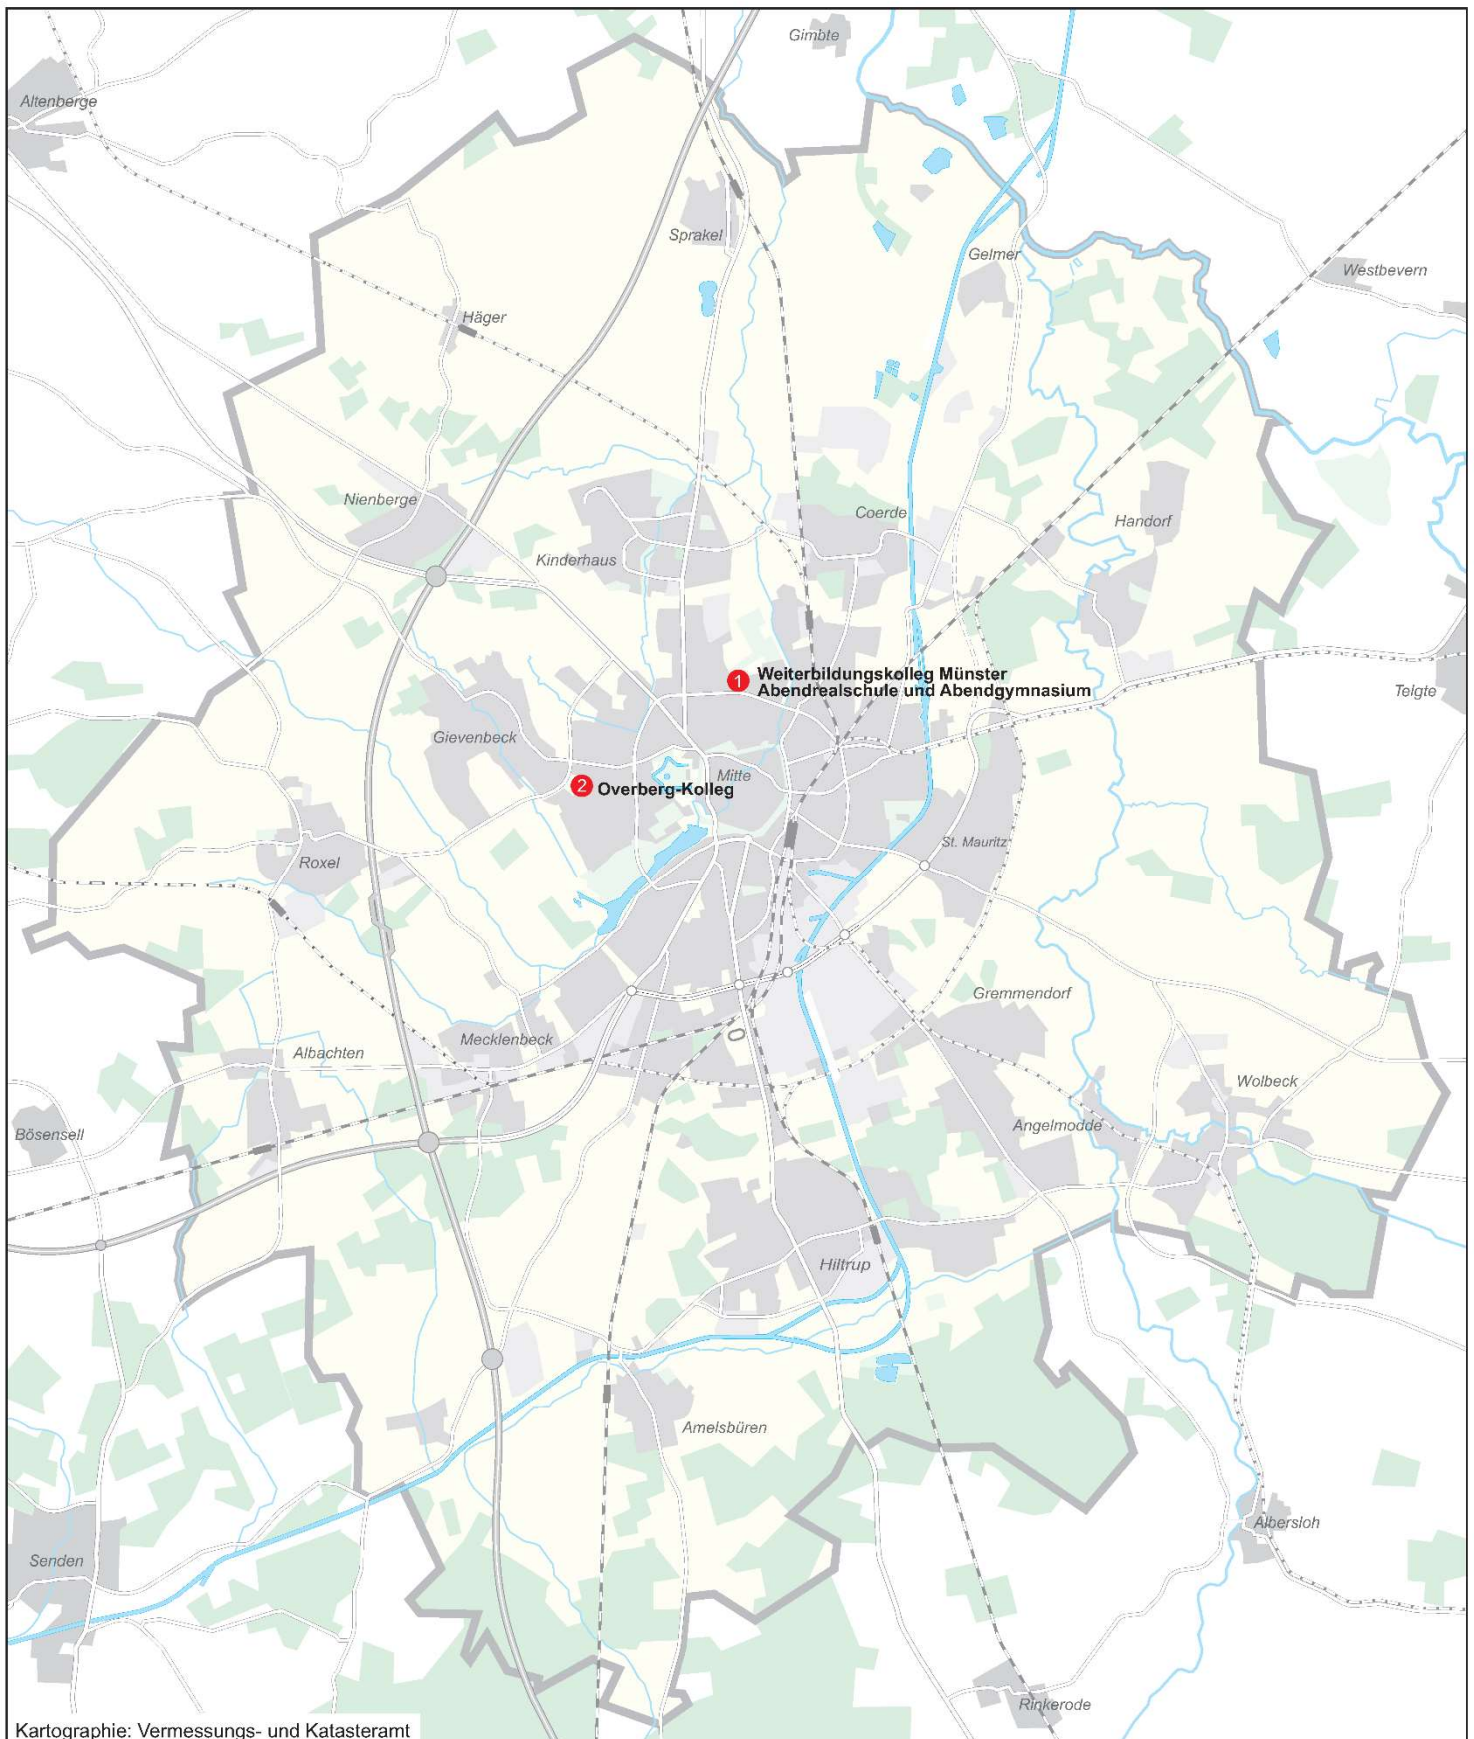 Gimbte
Altenberge
Sprakel
Gelmer
Westbevern
Häger
Nienberge
Coerde
Handorf
Kinderhaus
1 Weiterbildungskolleg Münster
Abendrealschule und Abendgymnasium
Telgte
Gievenbeck
Mitte
2 Overberg-Kolleg
St. Mauritz
Roxel
Gremmendorf
Mecklenbeck
Albachten
Wolbeck
Bösensell
Angelmodde
Hiltrup
Amelsbüren
Albersloh
Senden
Rinkerode
Kartographie: Vermessungs- und Katasteramt